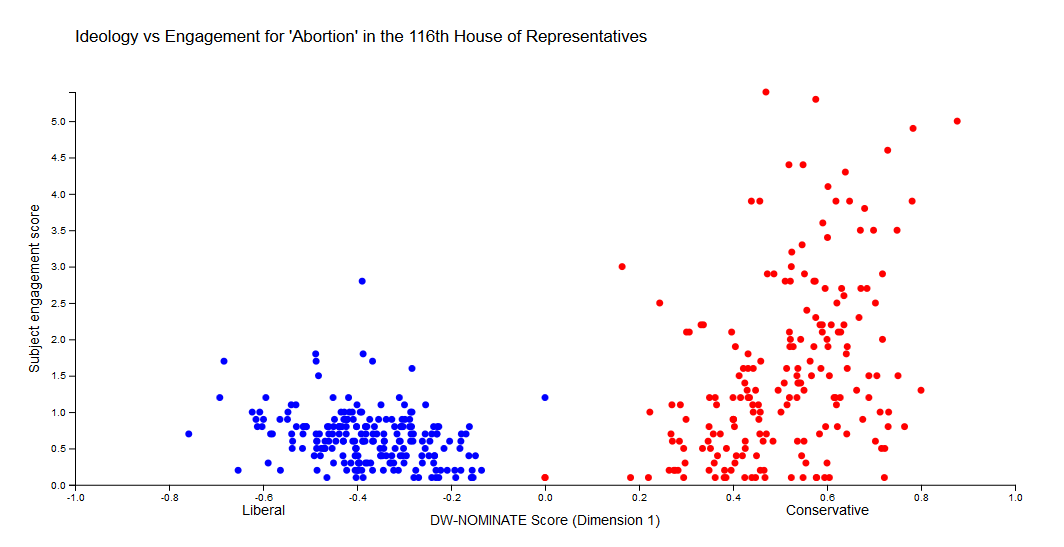 Ideology vs Engagement for 'Abortion' in the 116th House of Representatives
Subject engagement score
5.0
4.5
4.0
3.5
3.0
2.5
2.0
1.5
1.0
0.5
0.0
-1.0 -0.8 -0.6 -0.4 -0.2 0.0 0.2 0.4 0.6 0.8 1.0
Liberal Conservative
DW-NOMINATE Score (Dimension 1)